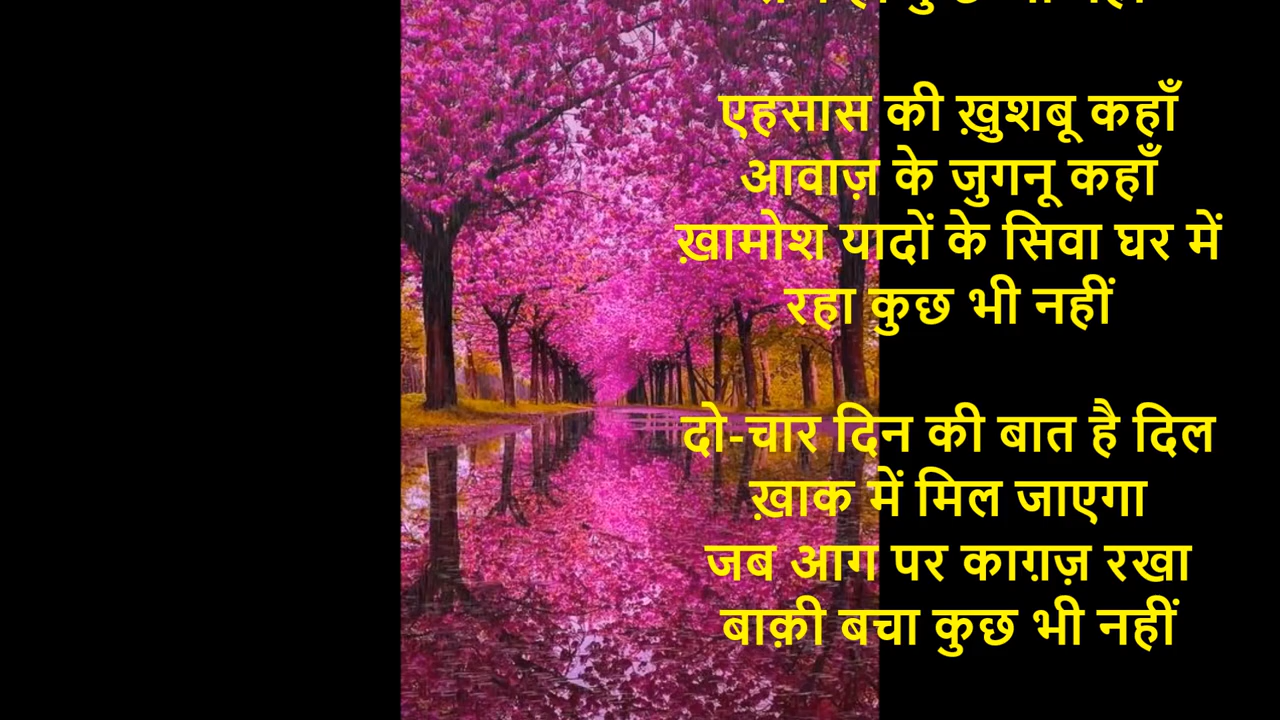 एहसास की ख़ुशबू कहाँ
आवाज़ के जुगनू कहाँ
ख़ामोश यादों के सिवा घर में
रहा कुछ भी नहीं
दो-चार दिन की बात है दिल
ख़ाक में मिल जाएगा
जब आग पर काग़ज़ रखा
बाक़ी बचा कुछ भी नहीं